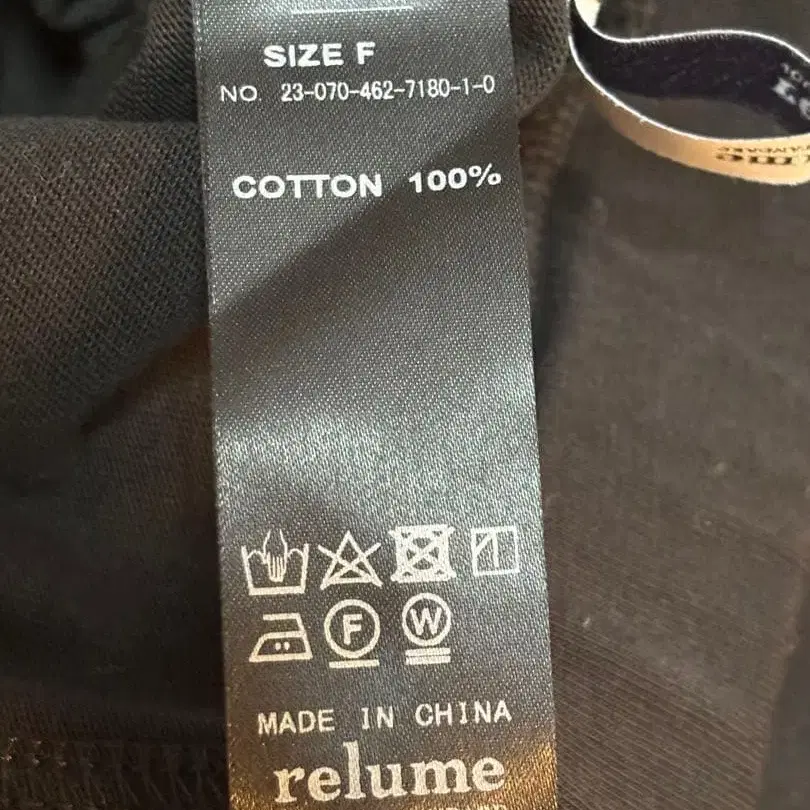 SIZE F
NO. 23-070-462-7180-1-0
COTTON 100%
F
W
MADE IN CHINA
relume